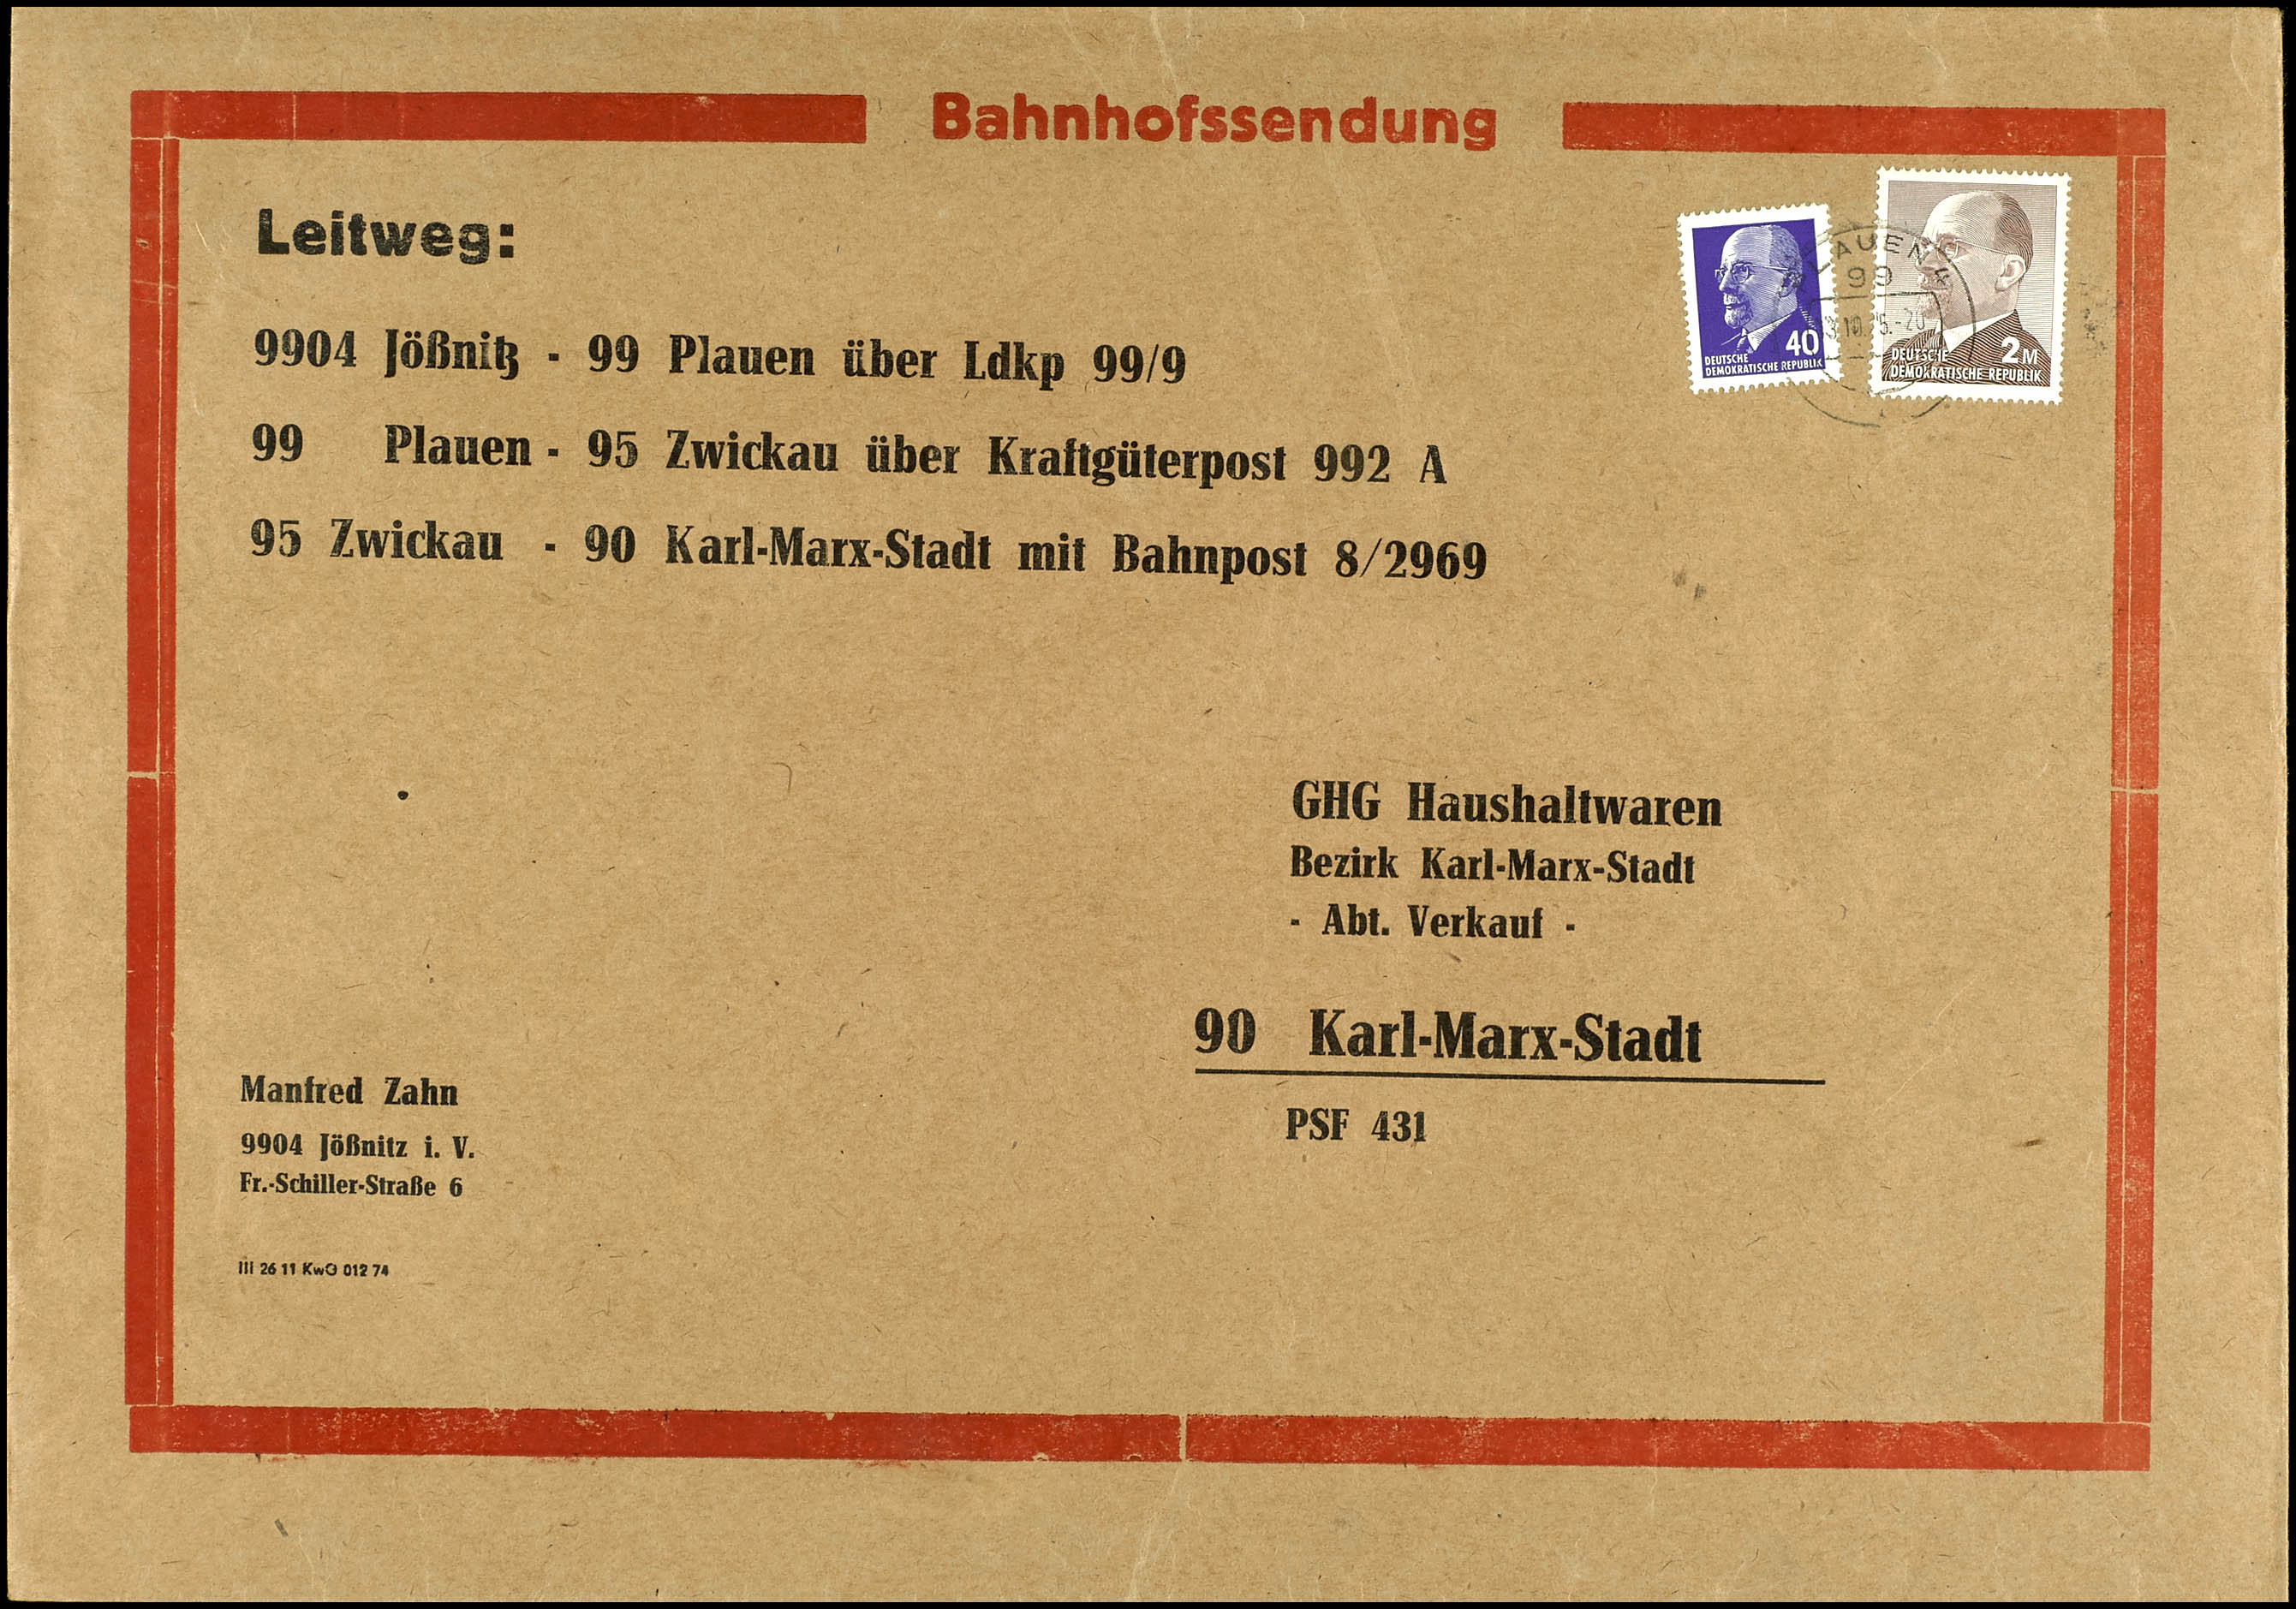 Bahnhofssendung
Leitweg:
9904 Jößnitz - 99 Plauen über Ldkp 99/9
99 Plauen - 95 Zwickau über Kraftgüterpost 992 A
95 Zwickau - 90 Karl-Marx-Stadt mit Bahnpost 8/2969
40
DEUTSCHE
DEMOKRATISCHE REPUBLIK
2M
DEUTSCHE
DEMOKRATISCHE REPUBLIK
PLAUEN
99
GHG Haushaltwaren
Bezirk Karl-Marx-Stadt
- Abt. Verkauf -
90 Karl-Marx-Stadt
PSF 431
Manfred Zahn
9904 Jößnitz i. V.
Fr.-Schiller-Straße 6
III 26 11 KwG 012 74